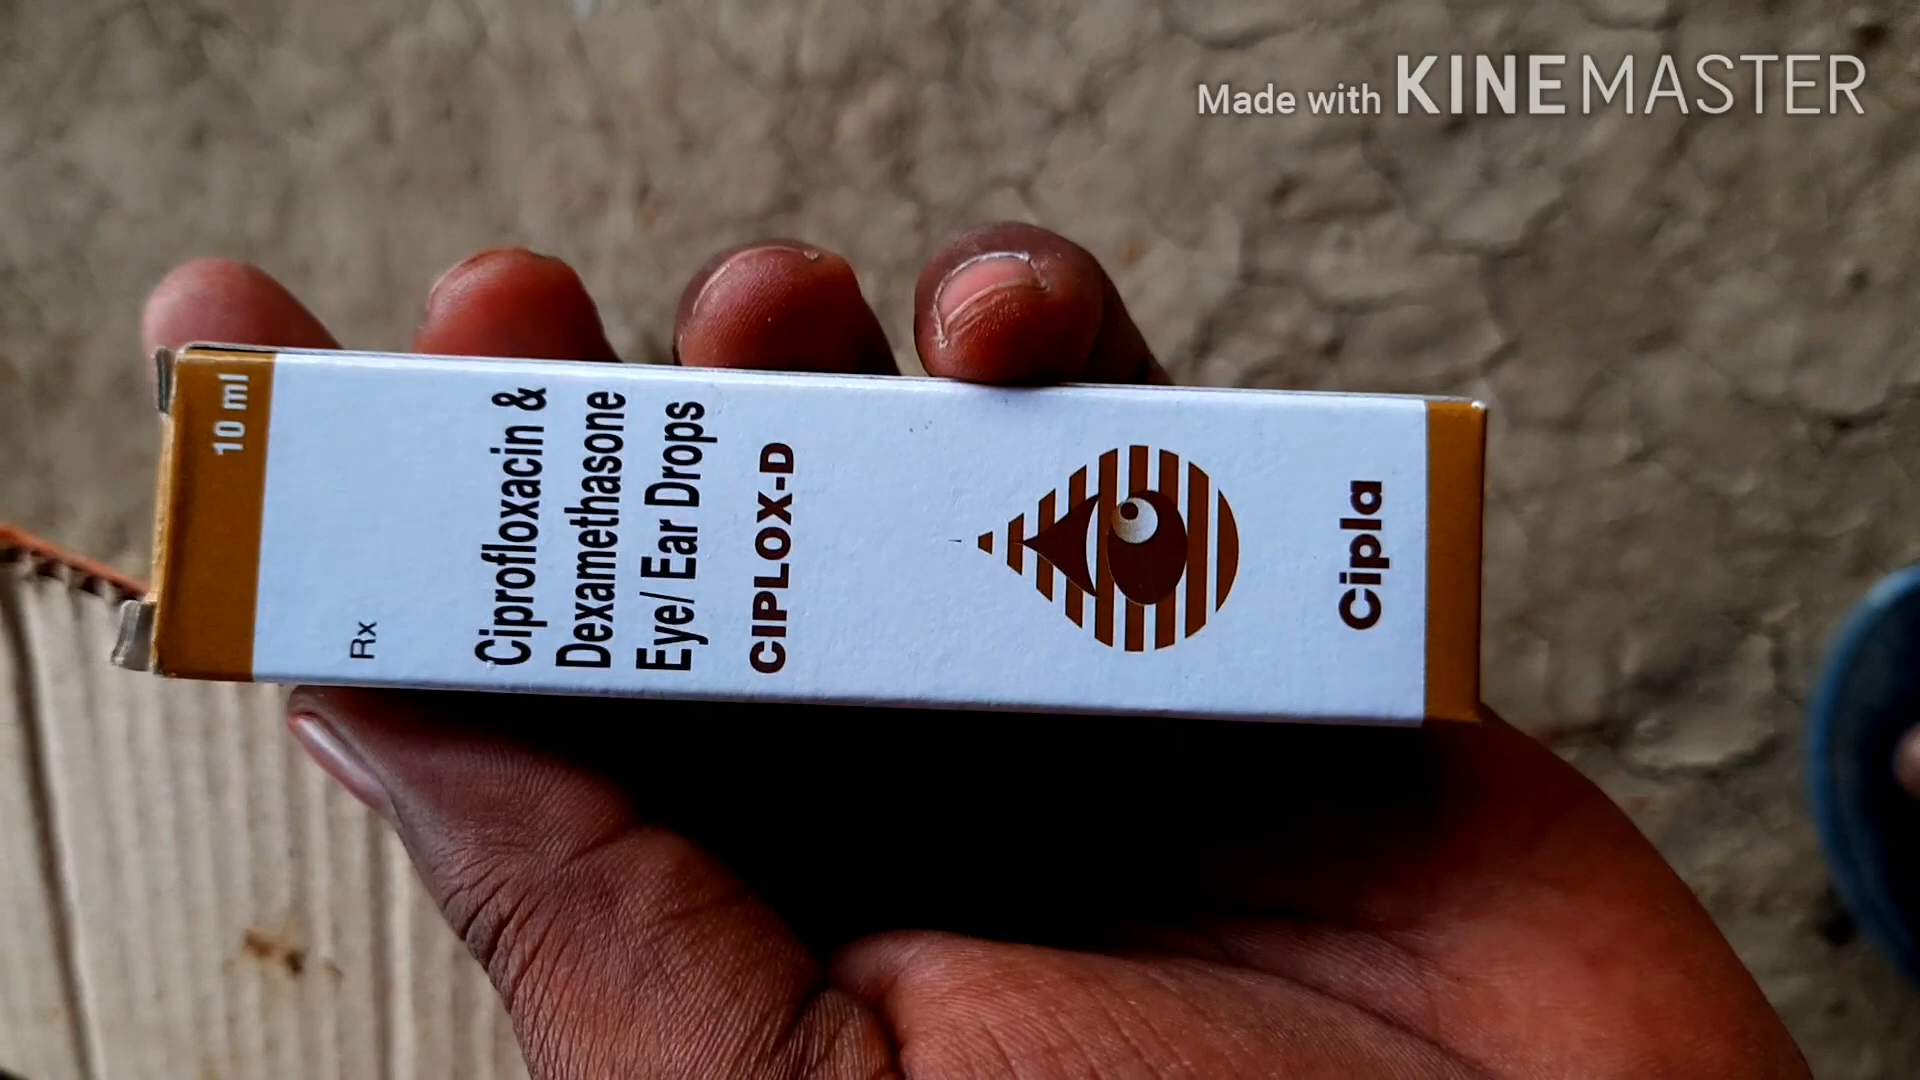 Made with KINEMASTER
10 ml
Rx
Ciprofloxacin &
Dexamethasone
Eye/ Ear Drops
CIPLOX-D
Cipla